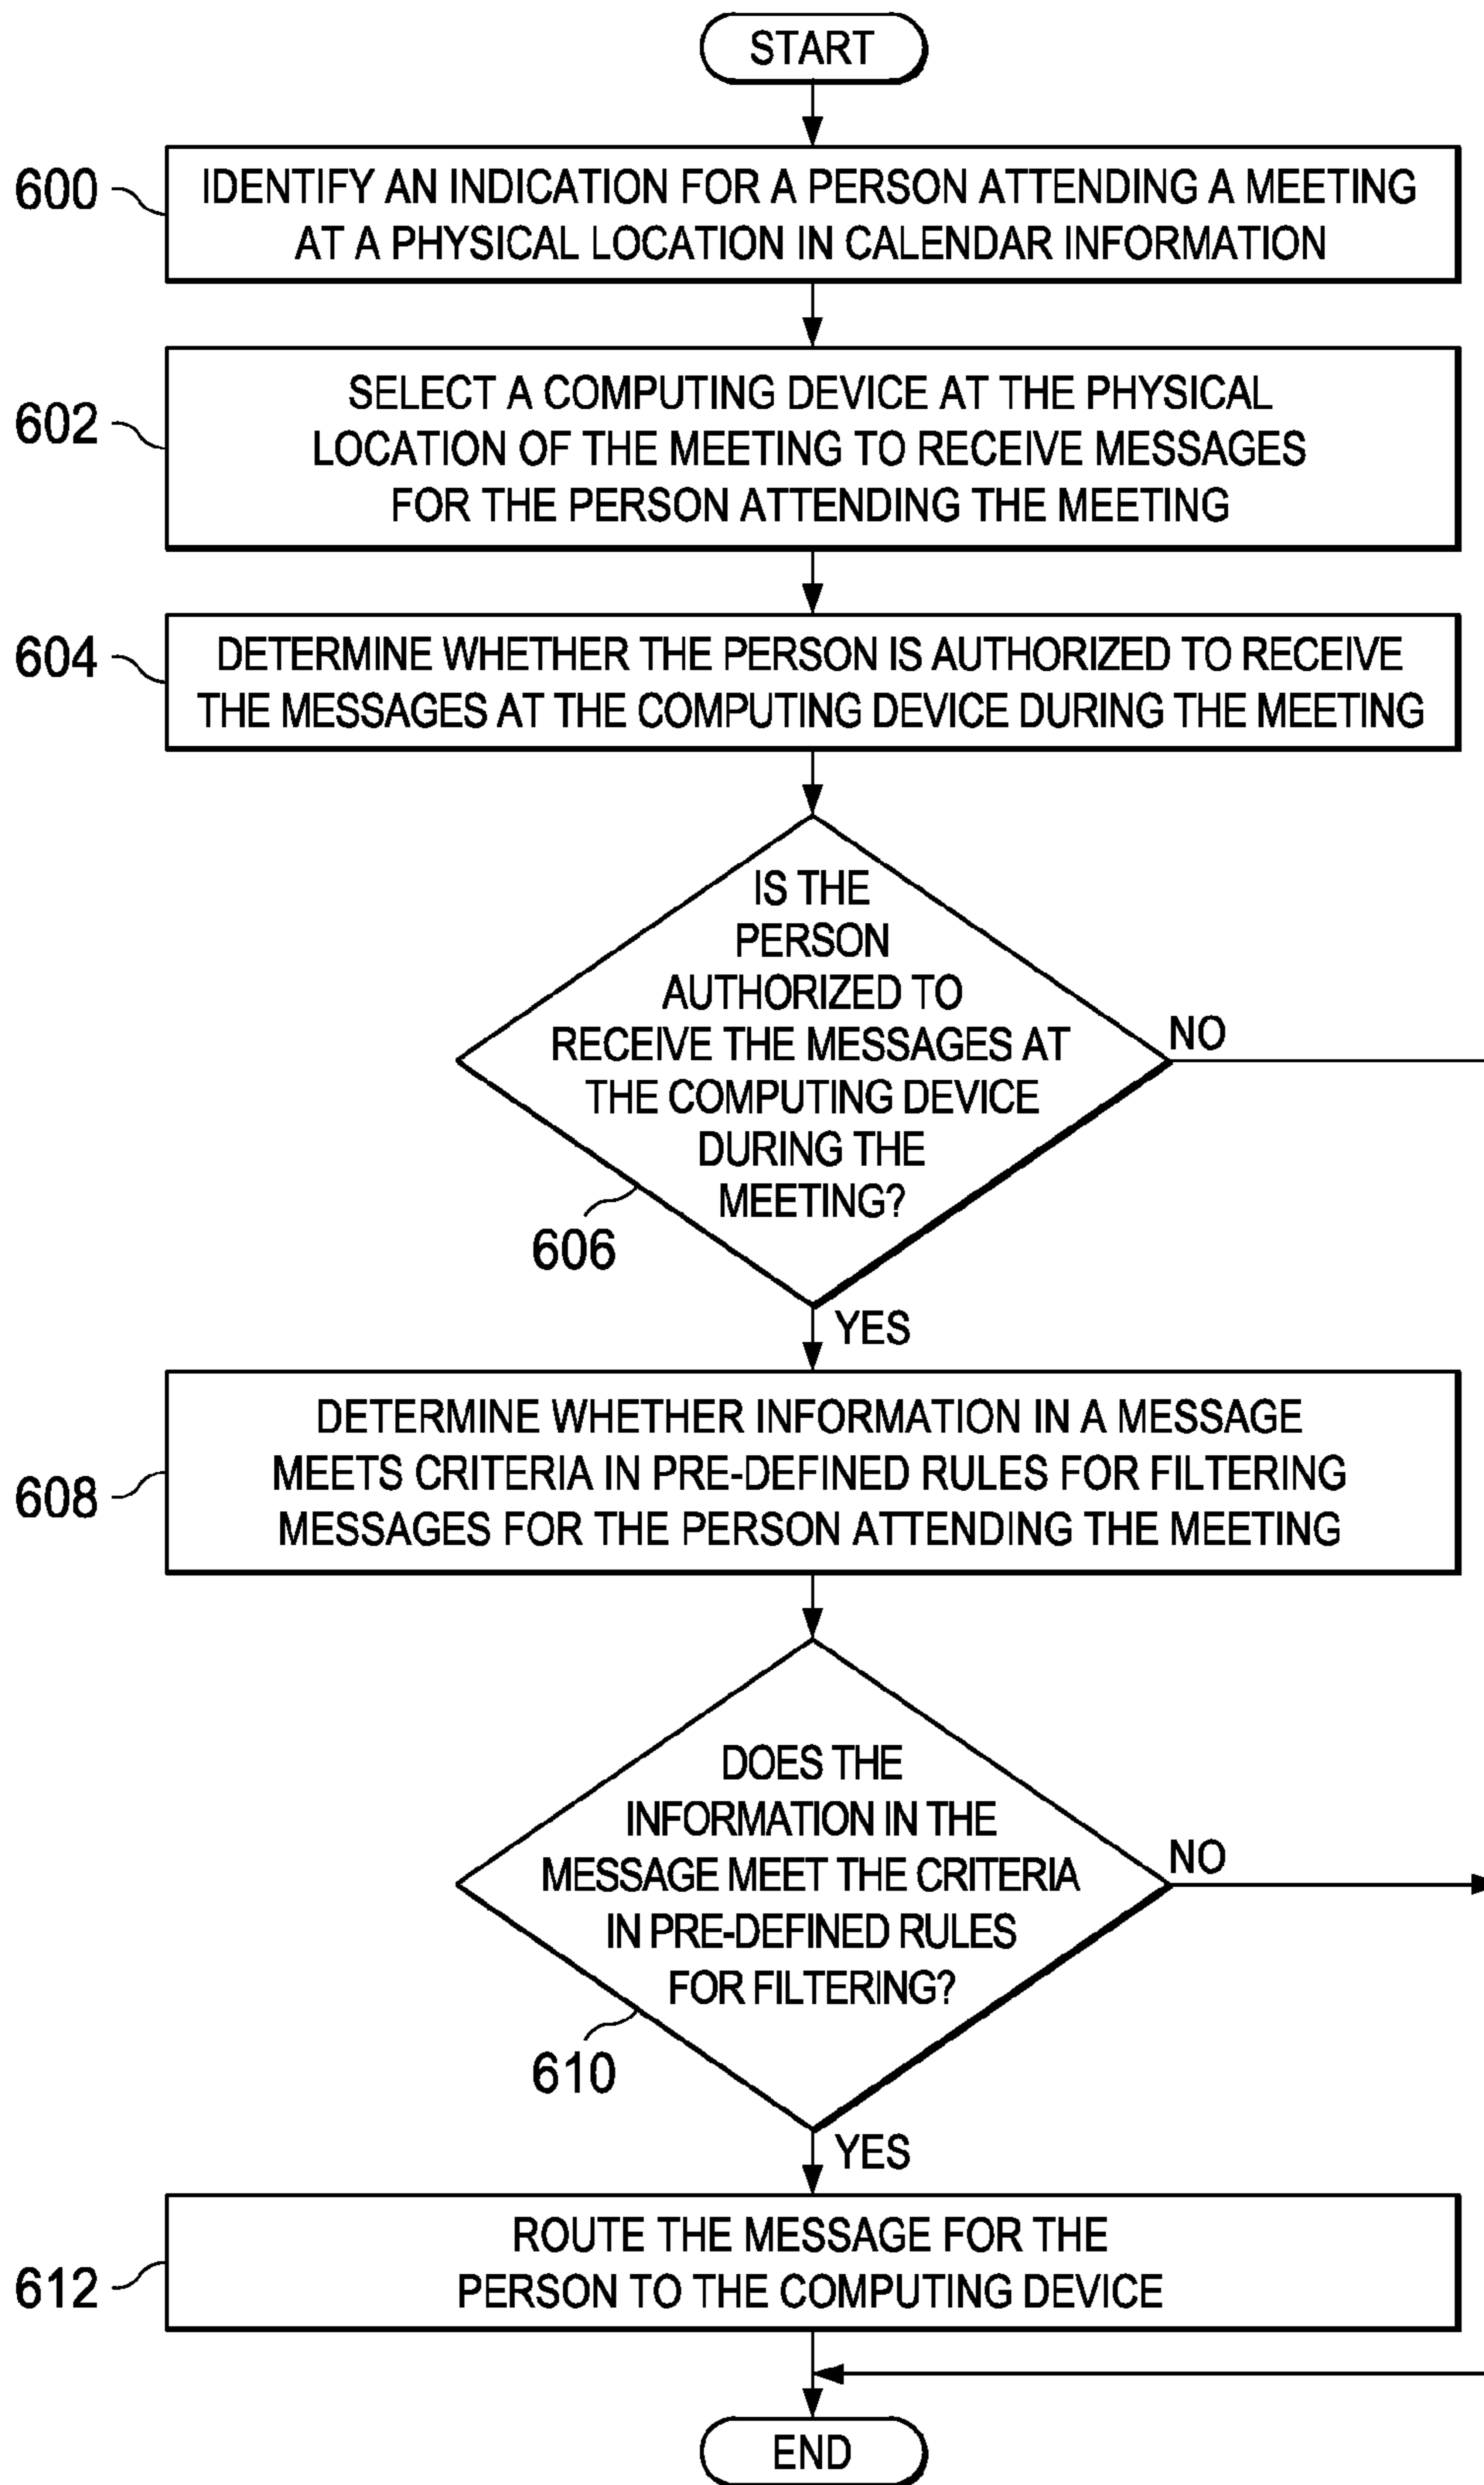 START
600
IDENTIFY AN INDICATION FOR A PERSON ATTENDING A MEETING
AT A PHYSICAL LOCATION IN CALENDAR INFORMATION
602
SELECT A COMPUTING DEVICE AT THE PHYSICAL
LOCATION OF THE MEETING TO RECEIVE MESSAGES
FOR THE PERSON ATTENDING THE MEETING
604
DETERMINE WHETHER THE PERSON IS AUTHORIZED TO RECEIVE
THE MESSAGES AT THE COMPUTING DEVICE DURING THE MEETING
IS THE
PERSON
AUTHORIZED TO
RECEIVE THE MESSAGES AT
THE COMPUTING DEVICE
DURING THE
MEETING?
NO
606
YES
608
DETERMINE WHETHER INFORMATION IN A MESSAGE
MEETS CRITERIA IN PRE-DEFINED RULES FOR FILTERING
MESSAGES FOR THE PERSON ATTENDING THE MEETING
DOES THE
INFORMATION IN THE
MESSAGE MEET THE CRITERIA
IN PRE-DEFINED RULES
FOR FILTERING?
NO
610
YES
612
ROUTE THE MESSAGE FOR THE
PERSON TO THE COMPUTING DEVICE
END